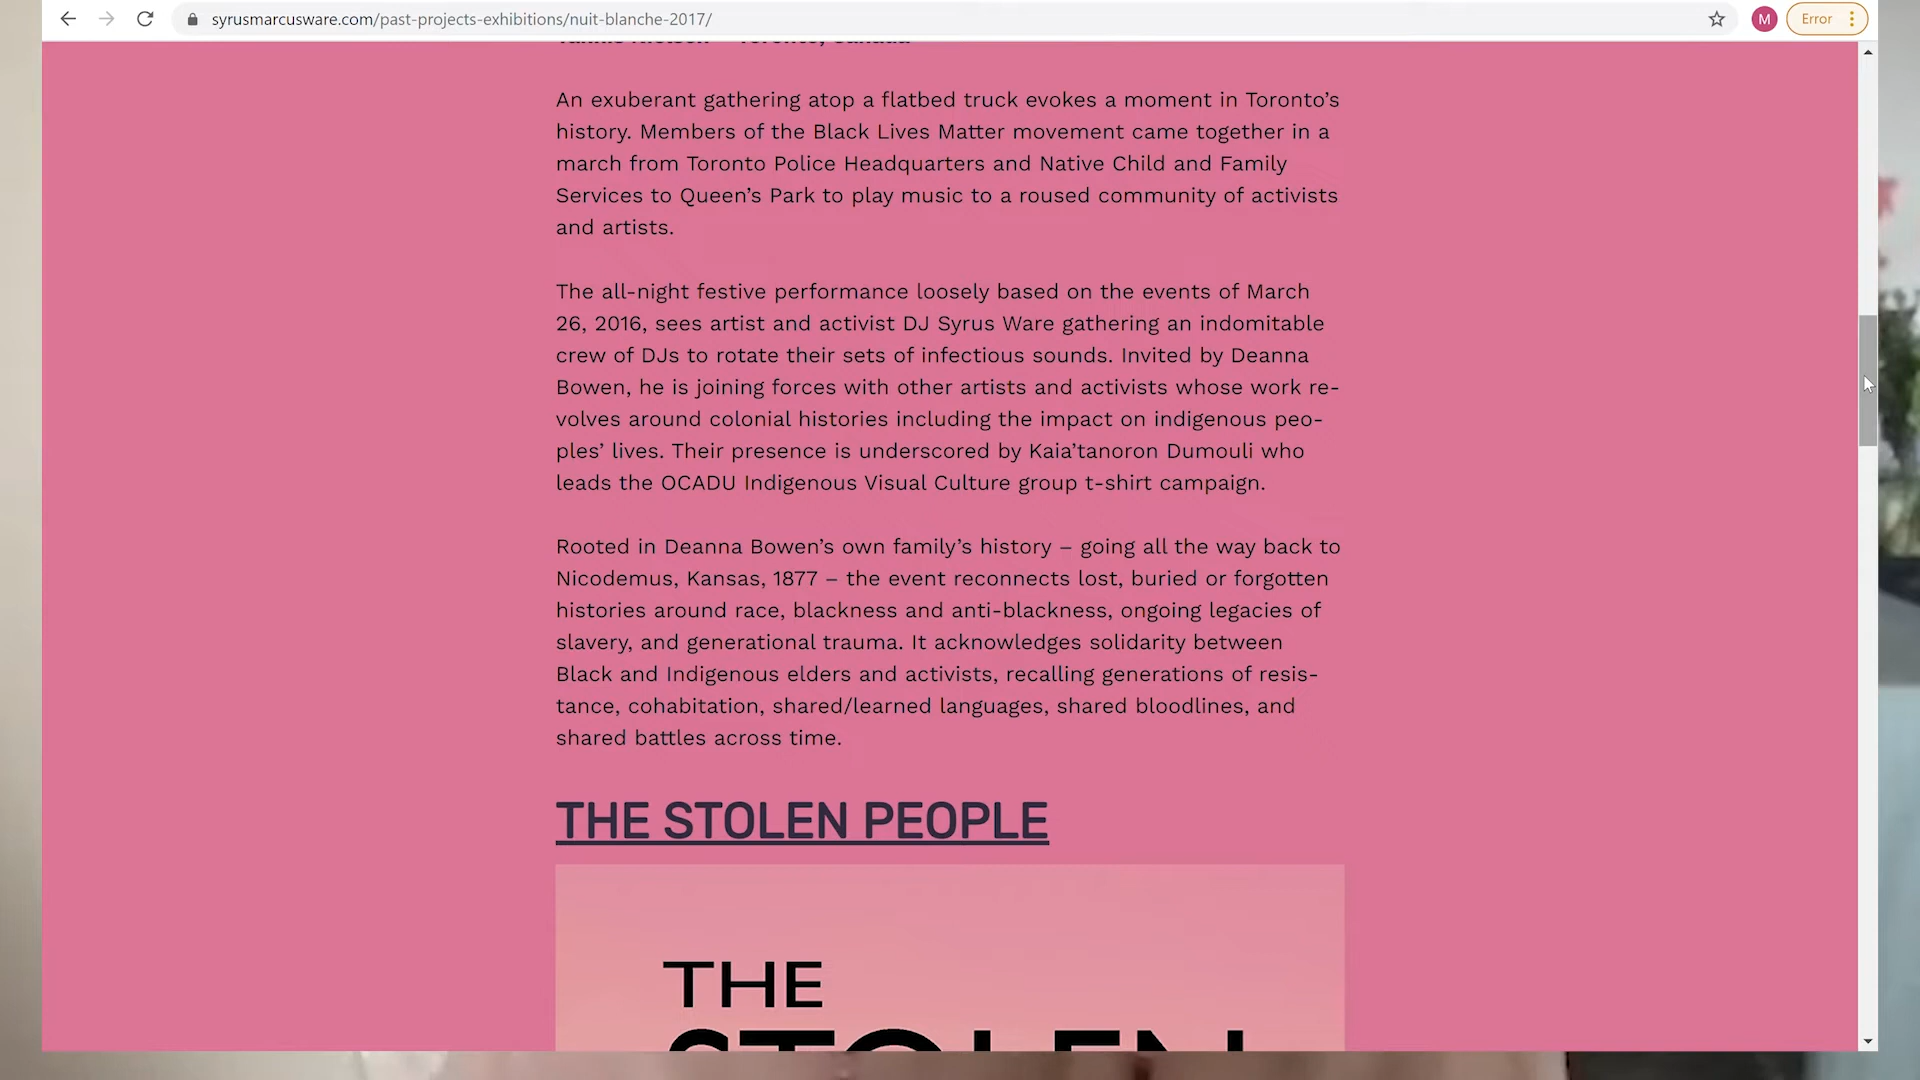 syrusmarcusware.com/past-projects-exhibitions/nuit-blanche-2017/
M
Error
An exuberant gathering atop a flatbed truck evokes a moment in Toronto's
history. Members of the Black Lives Matter movement came together in a
march from Toronto Police Headquarters and Native Child and Family
Services to Queen's Park to play music to a roused community of activists
and artists.
The all-night festive performance loosely based on the events of March
26, 2016, sees artist and activist DJ Syrus Ware gathering an indomitable
crew of DJs to rotate their sets of infectious sounds. Invited by Deanna
Bowen, he is joining forces with other artists and activists whose work re-
volves around colonial histories including the impact on indigenous peo-
ples' lives. Their presence is underscored by Kaia'tanoron Dumouli who
leads the OCADU Indigenous Visual Culture group t-shirt campaign.
Rooted in Deanna Bowen's own family's history – going all the way back to
Nicodemus, Kansas, 1877 – the event reconnects lost, buried or forgotten
histories around race, blackness and anti-blackness, ongoing legacies of
slavery, and generational trauma. It acknowledges solidarity between
Black and Indigenous elders and activists, recalling generations of resis-
tance, cohabitation, shared/learned languages, shared bloodlines, and
shared battles across time.
THE STOLEN PEOPLE
THE
STOLEN